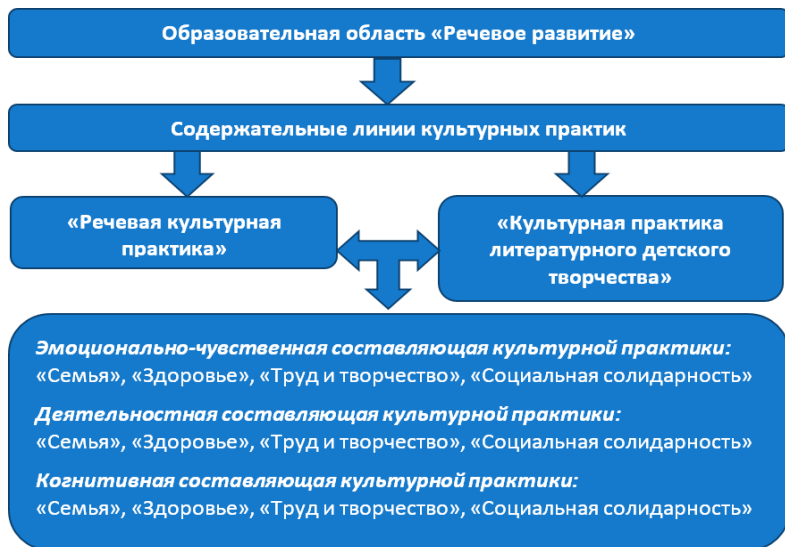 Образовательная область «Речевое развитие»
Содержательные линии культурных практик
«Речевая культурная
практика»
«Культурная практика
литературного детского
творчества»
Эмоционально-чувственная составляющая культурной практики:
«Семья», «Здоровье», «Труд и творчество», «Социальная солидарность»
Деятельностная составляющая культурной практики:
«Семья», «Здоровье», «Труд и творчество», «Социальная солидарность»
Когнитивная составляющая культурной практики:
«Семья», «Здоровье», «Труд и творчество», «Социальная солидарность»